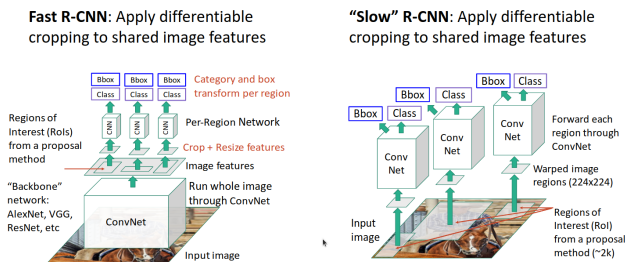 Fast R-CNN: Apply differentiable
cropping to shared image features
Bbox Bbox Bbox
Class Class Class
Category and box
transform per region
CNN CNN CNN
Per-Region Network
Regions of
Interest (RoIs)
from a proposal
method
Crop + Resize features
Image features
"Backbone"
network:
AlexNet, VGG,
ResNet, etc
Run whole image
through ConvNet
ConvNet
Input image
“Slow” R-CNN: Apply differentiable
cropping to shared image features
Bbox Class
Bbox Class
Bbox Class
Conv
Net
Conv
Net
Conv
Net
Forward each
region through
ConvNet
Warped image
regions (224x224)
Input
image
Regions of
Interest (RoI)
from a proposal
method (~2k)